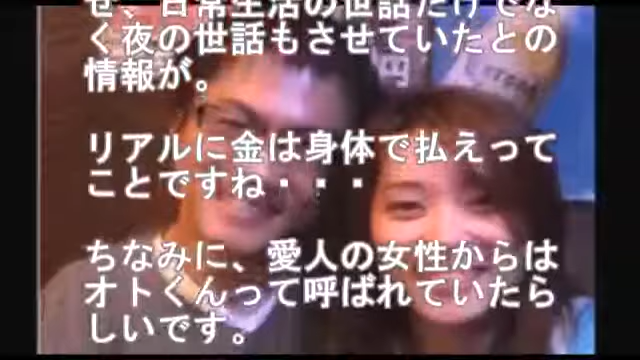 せ、日常生活の世話だけでな
く夜の世話もさせていたとの
情報が。
リアルに金は身体で払えって
ことですね・・・
ちなみに、愛人の女性からは
オトくんって呼ばれていたら
しいです。
円